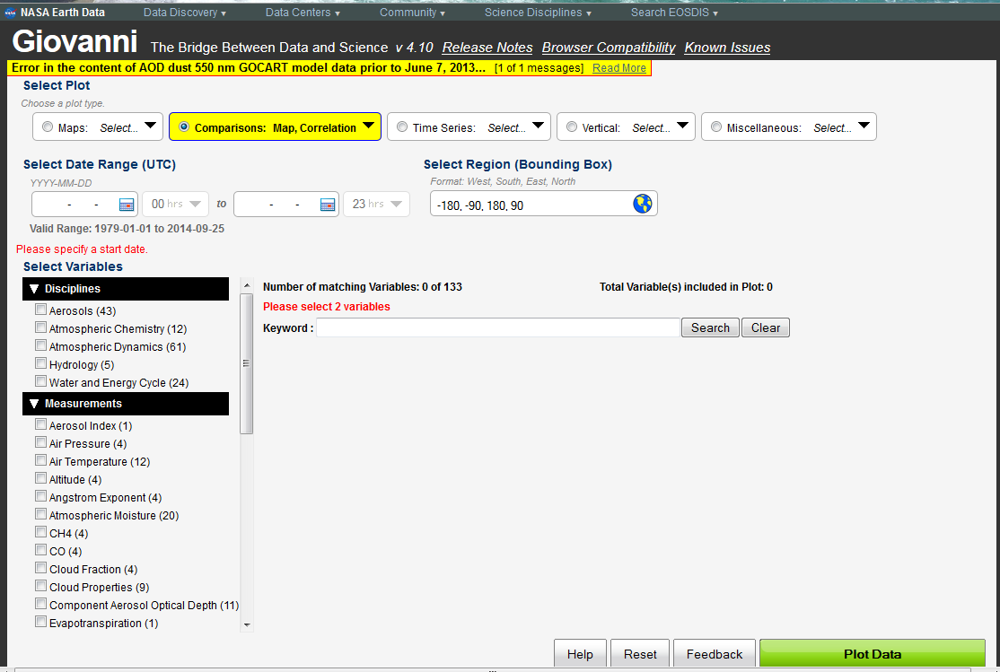 NASA Earth Data Data Discovery Data Centers Community Science Disciplines Search EOSDIS
Giovanni The Bridge Between Data and Science v 4.10 Release Notes Browser Compatibility Known Issues
Error in the content of AOD dust 550 nm GOCART model data prior to June 7, 2013... [1 of 1 messages] Read More
Select Plot
Choose a plot type.
Maps: Select... Comparisons: Map, Correlation Time Series: Select... Vertical: Select... Miscellaneous: Select...
Select Date Range (UTC) Select Region (Bounding Box)
YYYY-MM-DD Format: West, South, East, North
- - 00 hrs to - - 23 hrs -180, -90, 180, 90
Valid Range: 1979-01-01 to 2014-09-25
Please specify a start date.
Select Variables
Disciplines Number of matching Variables: 0 of 133 Total Variable(s) included in Plot: 0
Please select 2 variables
Aerosols (43)
Keyword : Search Clear
Atmospheric Chemistry (12)
Atmospheric Dynamics (61)
Hydrology (5)
Water and Energy Cycle (24)
Measurements
Aerosol Index (1)
Air Pressure (4)
Air Temperature (12)
Altitude (4)
Angstrom Exponent (4)
Atmospheric Moisture (20)
CH4 (4)
CO (4)
Cloud Fraction (4)
Cloud Properties (9)
Component Aerosol Optical Depth (11)
Evapotranspiration (1)
Help Reset Feedback Plot Data